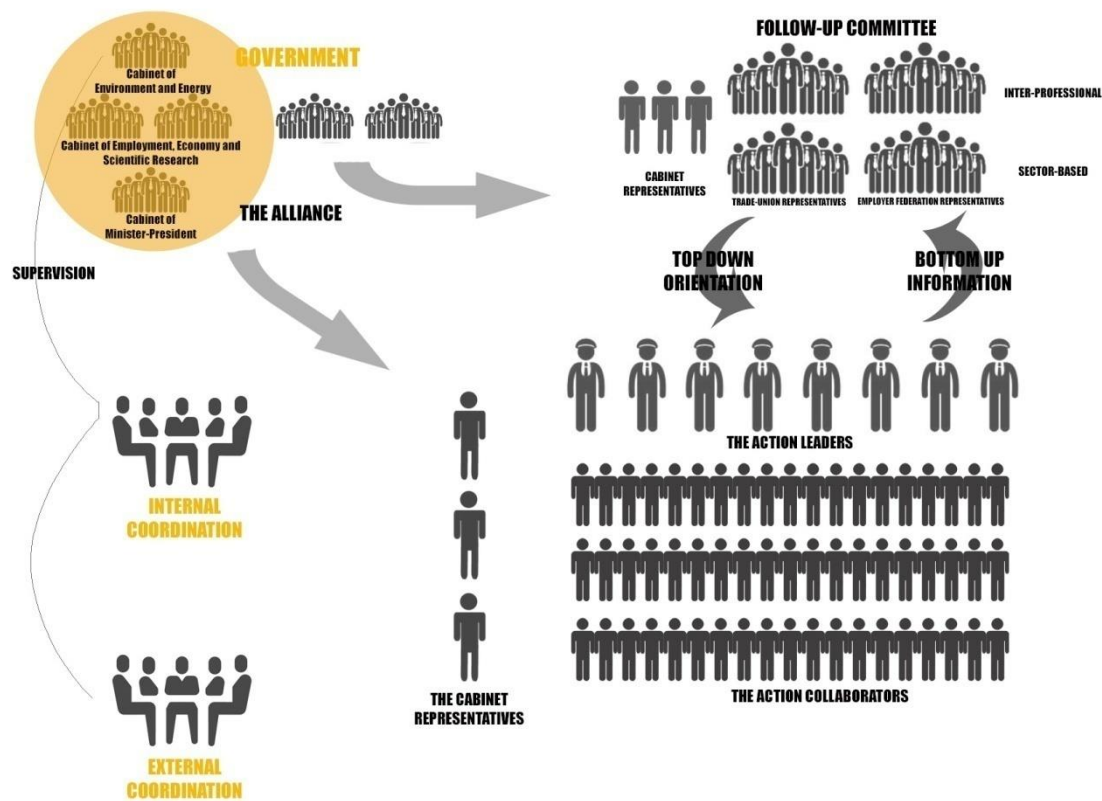 GOVERNMENT
Cabinet of
Environment and Energy
Cabinet of Employment, Economy and
Scientific Research
Cabinet of
Minister-President
THE ALLIANCE
SUPERVISION
FOLLOW-UP COMMITTEE
INTER-PROFESSIONAL
CABINET
REPRESENTATIVES
SECTOR-BASED
TRADE-UNION REPRESENTATIVES
EMPLOYER FEDERATION REPRESENTATIVES
TOP DOWN
ORIENTATION
BOTTOM UP
INFORMATION
THE ACTION LEADERS
INTERNAL
COORDINATION
THE CABINET
REPRESENTATIVES
THE ACTION COLLABORATORS
EXTERNAL
COORDINATION